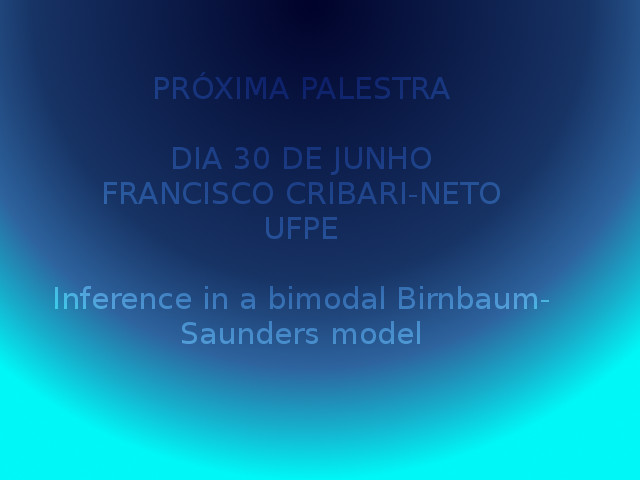 PRÓXIMA PALESTRA
DIA 30 DE JUNHO
FRANCISCO CRIBARI-NETO
UFPE
Inference in a bimodal Birnbaum-
Saunders model